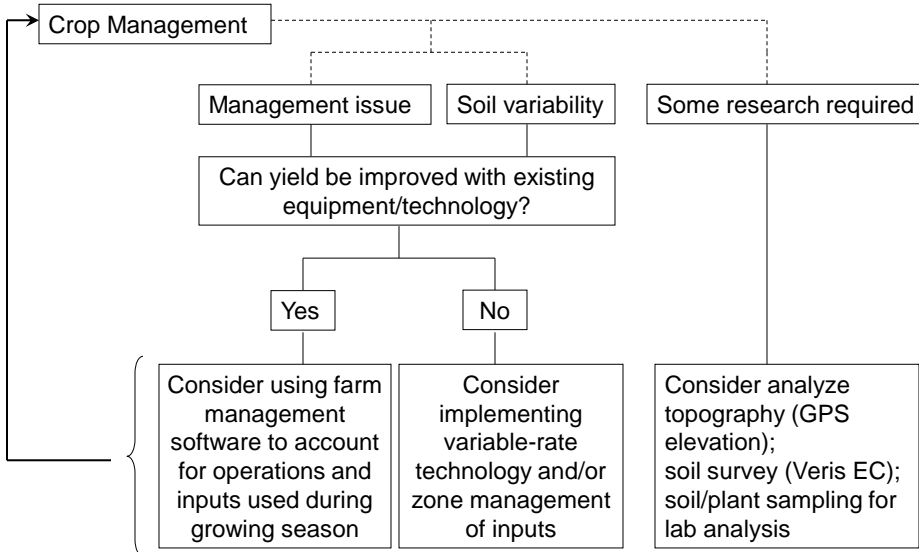 Crop Management
Management issue
Soil variability
Some research required
Can yield be improved with existing
equipment/technology?
Yes
No
Consider using farm
management
software to account
for operations and
inputs used during
growing season
Consider
implementing
variable-rate
technology and/or
zone management
of inputs
Consider analyze
topography (GPS
elevation);
soil survey (Veris EC);
soil/plant sampling for
lab analysis